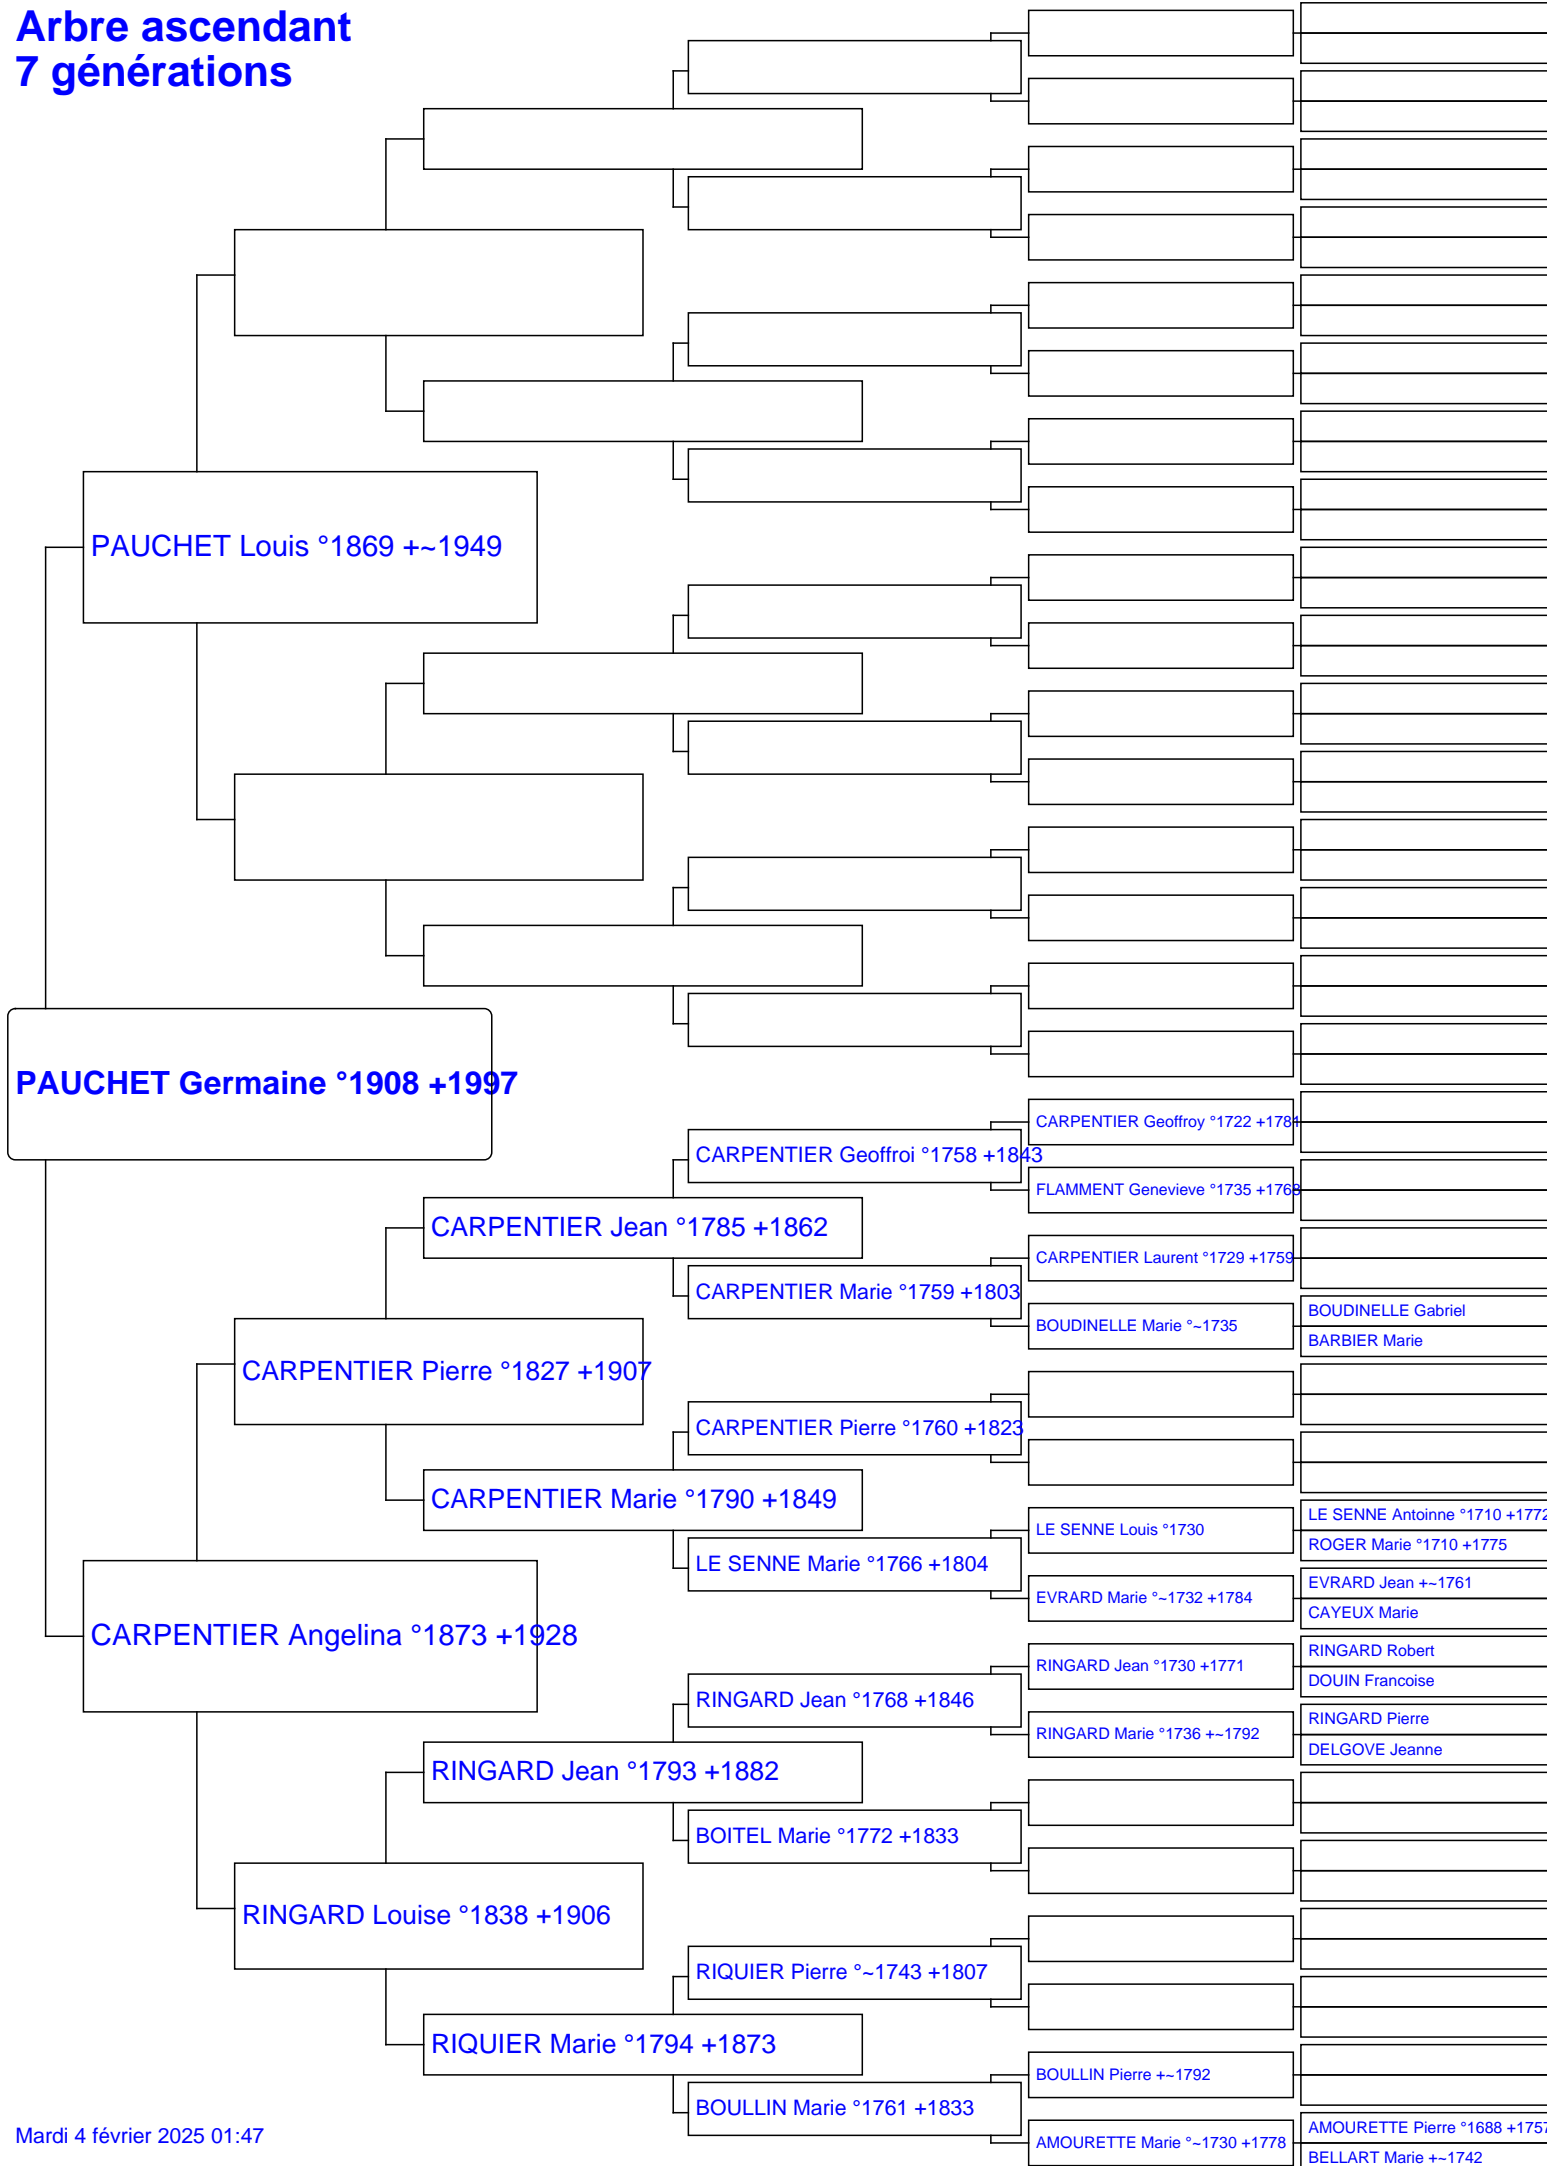 Arbre ascendant
7 générations
PAUCHET Louis °1869 +~1949
PAUCHET Germaine °1908 +1997
CARPENTIER Geoffroy °1722 +1781
CARPENTIER Geoffroi °1758 +1843
FLAMMENT Genevieve °1735 +1768
CARPENTIER Jean °1785 +1862
CARPENTIER Laurent °1729 +1759
CARPENTIER Marie °1759 +1803
BOUDINELLE Gabriel
BOUDINELLE Marie °~1735
BARBIER Marie
CARPENTIER Pierre °1827 +1907
CARPENTIER Pierre °1760 +1823
CARPENTIER Marie °1790 +1849
LE SENNE Antoinne °1710 +1772
LE SENNE Louis °1730
ROGER Marie °1710 +1775
LE SENNE Marie °1766 +1804
EVRARD Jean +~1761
EVRARD Marie °~1732 +1784
CAYEUX Marie
CARPENTIER Angelina °1873 +1928
RINGARD Robert
RINGARD Jean °1730 +1771
DOUIN Francoise
RINGARD Jean °1768 +1846
RINGARD Pierre
RINGARD Marie °1736 +~1792
DELGOVE Jeanne
RINGARD Jean °1793 +1882
BOITEL Marie °1772 +1833
RINGARD Louise °1838 +1906
RIQUIER Pierre °~1743 +1807
RIQUIER Marie °1794 +1873
BOULLIN Pierre +~1792
BOULLIN Marie °1761 +1833
AMOURETTE Pierre °1688 +1757
AMOURETTE Marie °~1730 +1778
BELLART Marie +~1742
Mardi 4 février 2025 01:47